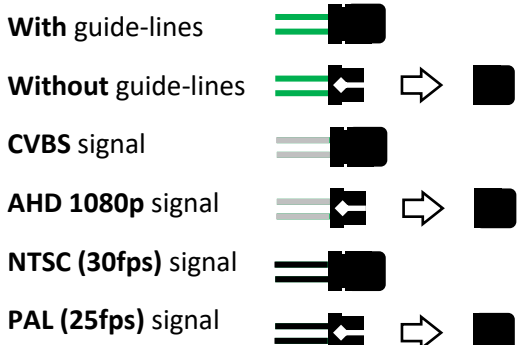 With guide-lines
Without guide-lines
CVBS signal
AHD 1080p signal
NTSC (30fps) signal
PAL (25fps) signal